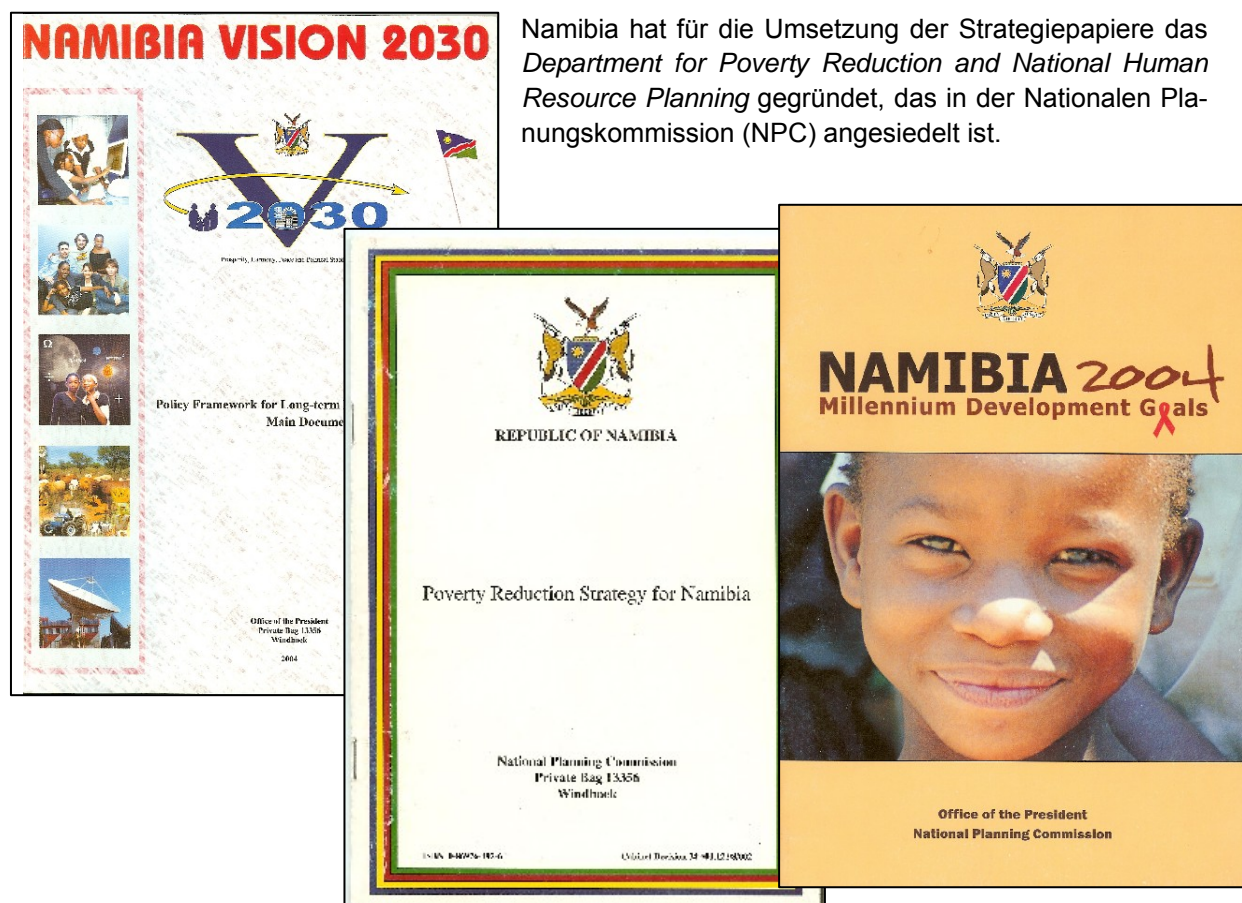 Namibia hat für die Umsetzung der Strategiepapiere das
Department for Poverty Reduction and National Human
Resource Planning gegründet, das in der Nationalen Pla-
nungskommission (NPC) angesiedelt ist.
NAMIBIA VISION 2030
V
2030
Policy Framework for Long-term
Main Docume
Office of the President
Private Bag 13356
Windhoek
2004
REPUBLIC OF NAMIBIA
Poverty Reduction Strategy for Namibia
National Planning Commission
Private Bag 13356
Windhoek
Cabinet Decision
NAMIBIA 2004
Millennium Development Goals
Office of the President
National Planning Commission